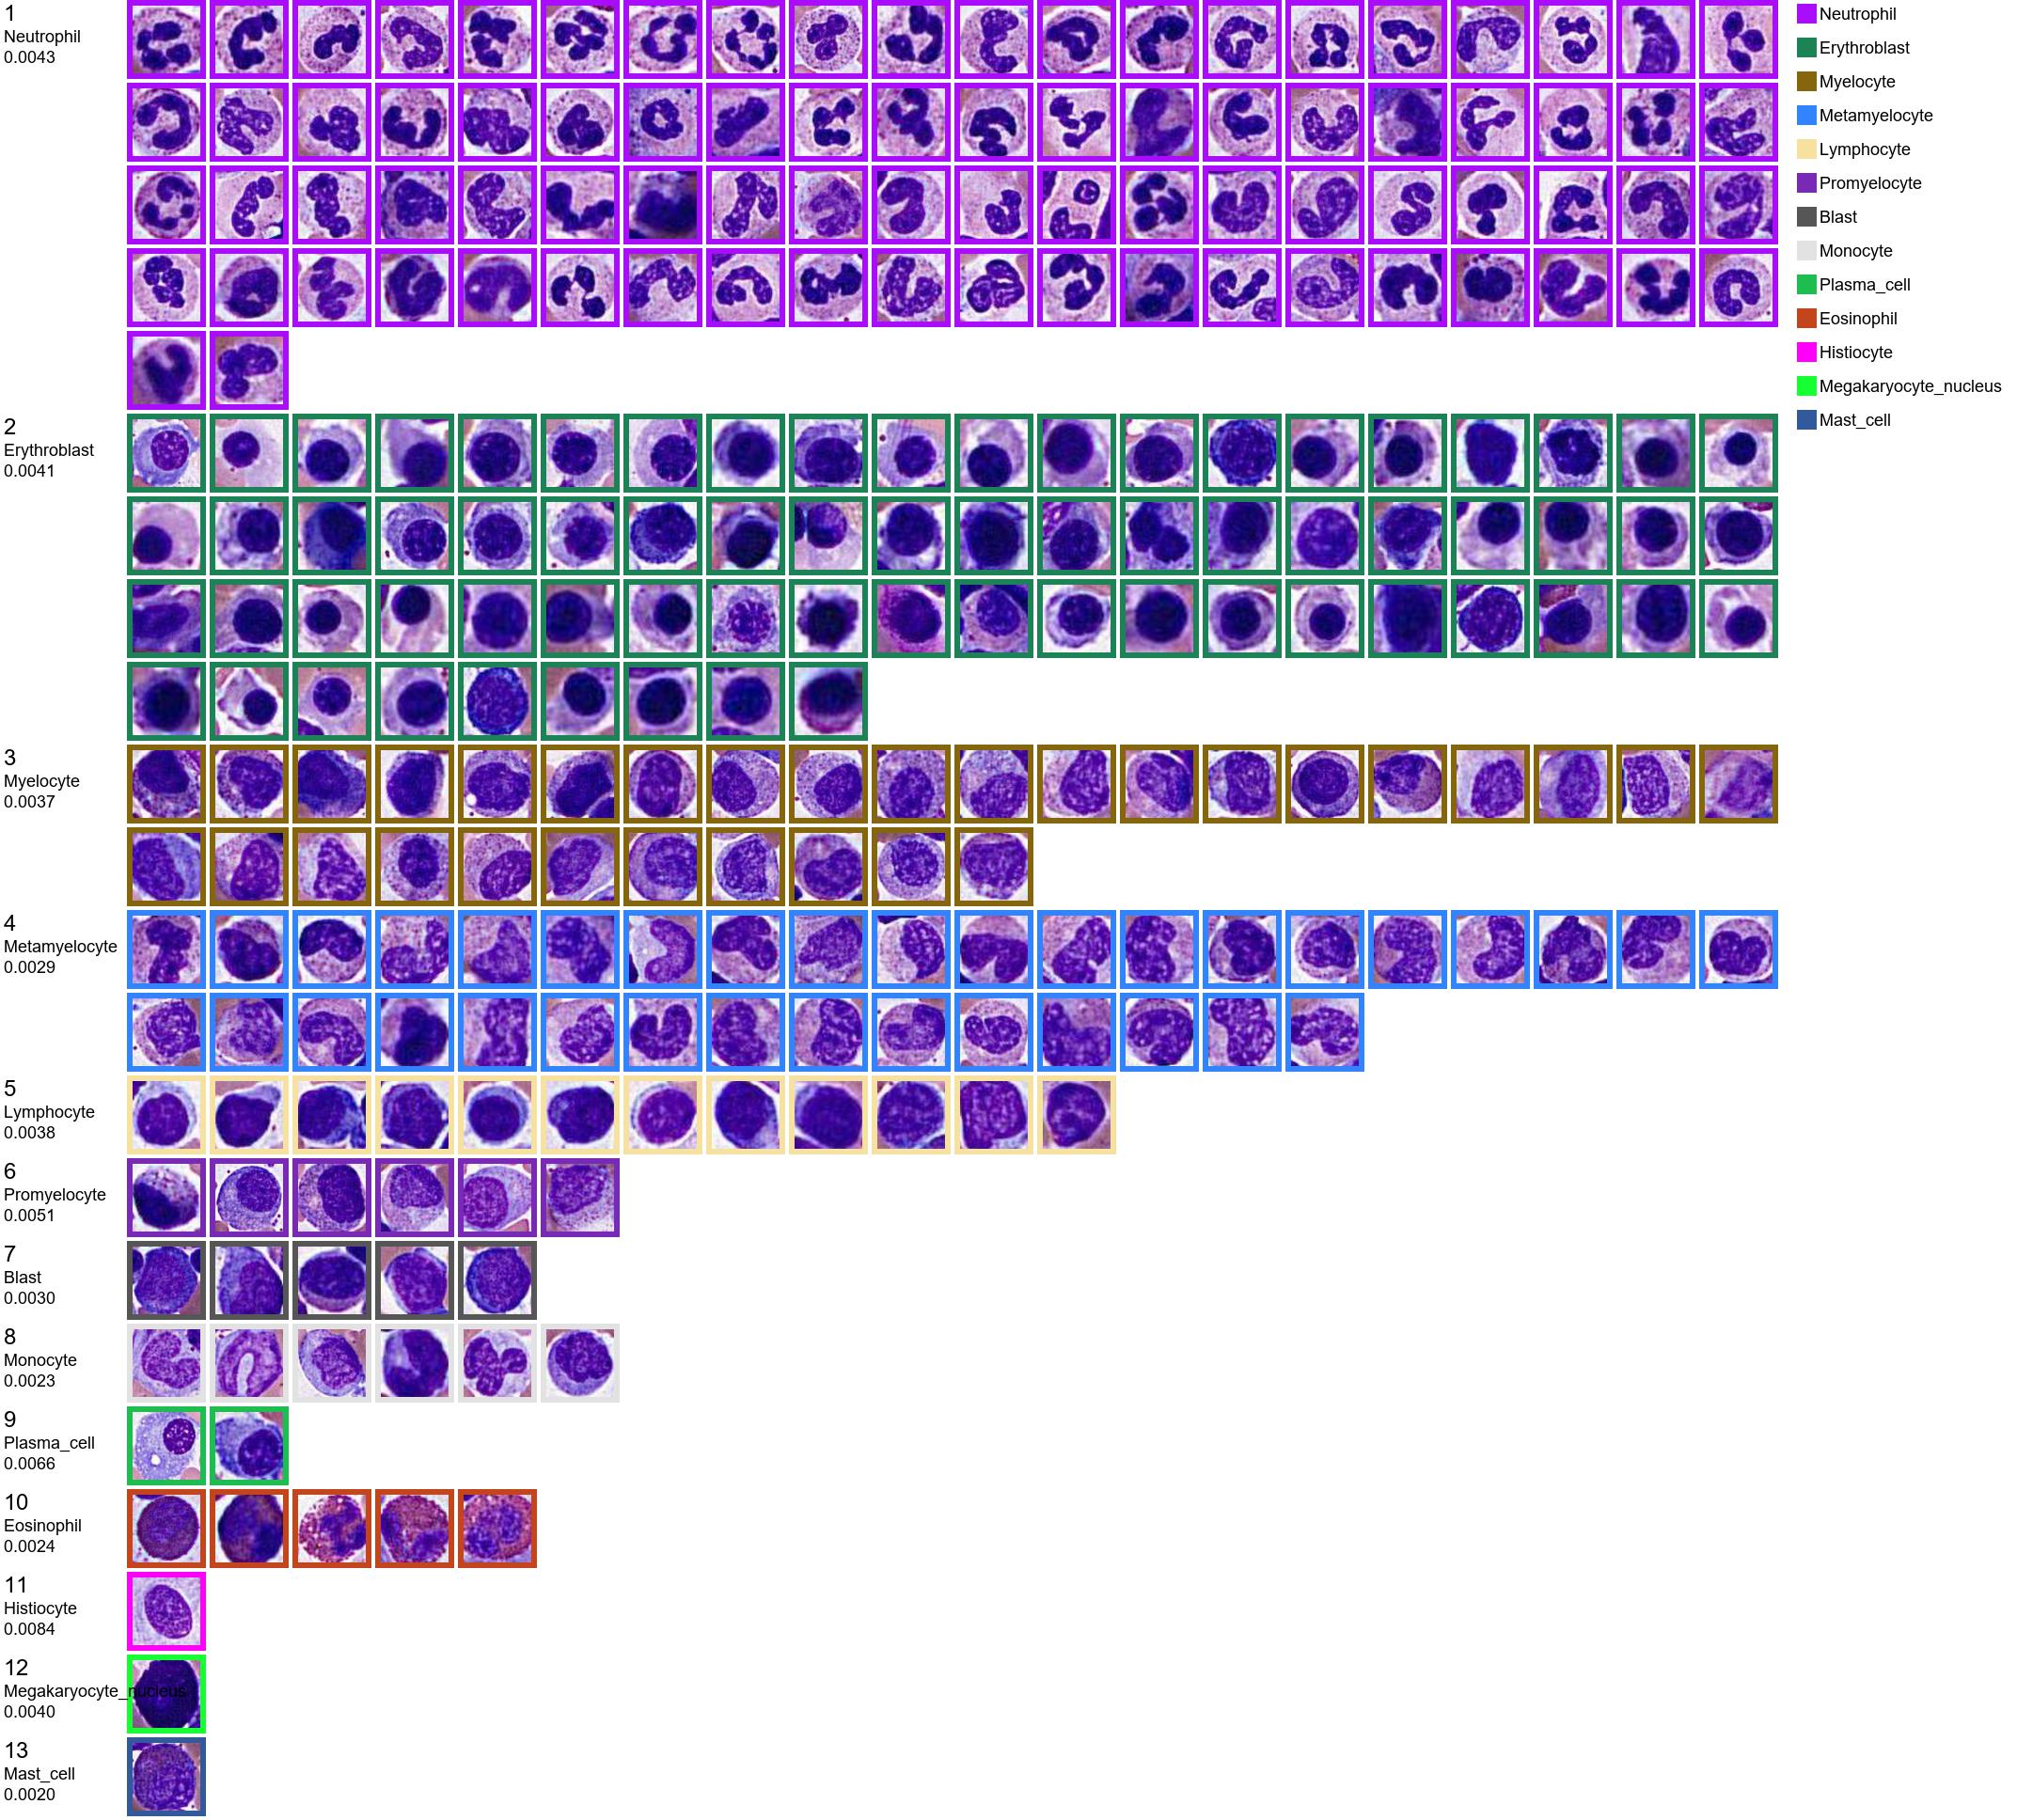 1
Neutrophil
0.0043
2
Erythroblast
0.0041
3
Myelocyte
0.0037
4
Metamyelocyte
0.0029
5
Lymphocyte
0.0038
6
Promyelocyte
0.0051
7
Blast
0.0030
8
Monocyte
0.0023
9
Plasma_cell
0.0066
10
Eosinophil
0.0024
11
Histiocyte
0.0084
12
Megakaryocyte_nucleus
0.0040
13
Mast_cell
0.0020
Neutrophil
Erythroblast
Myelocyte
Metamyelocyte
Lymphocyte
Promyelocyte
Blast
Monocyte
Plasma_cell
Eosinophil
Histiocyte
Megakaryocyte_nucleus
Mast_cell